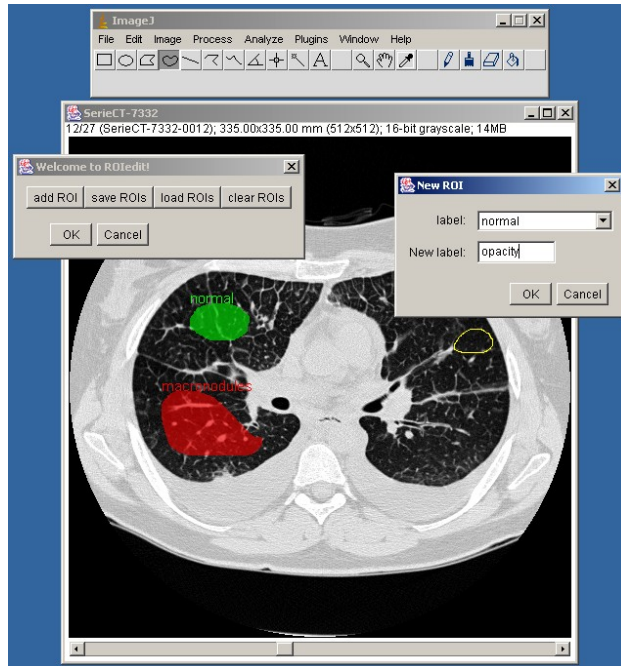 ImageJ
File Edit Image Process Analyze Plugins Window Help
A
SerieCT-7332
12/27 (SerieCT-7332-0012); 335.00x335.00 mm (512x512); 16-bit grayscale; 14MB
Welcome to ROIedit!
add ROI save ROIs load ROIs clear ROIs
OK Cancel
New ROI
label: normal
New label: opacity
OK Cancel
normal
macronodules